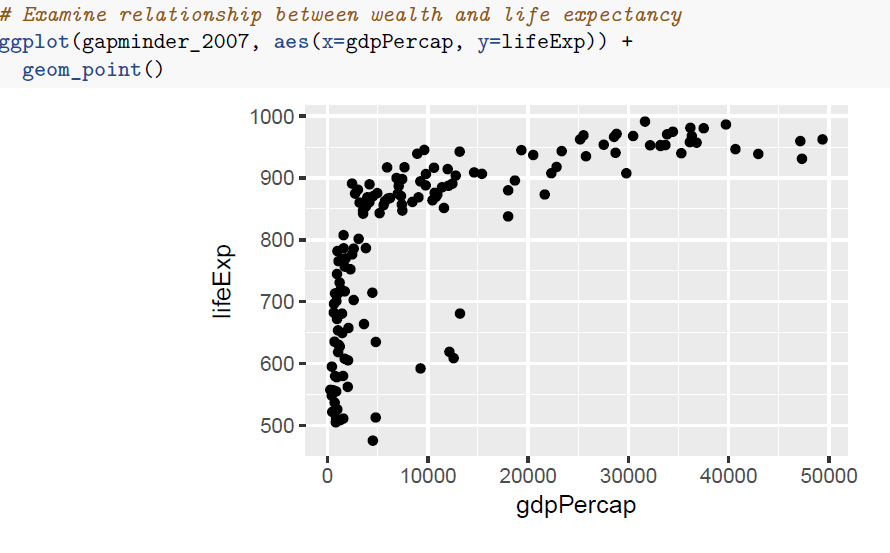 # Examine relationship between wealth and life expectancy
ggplot(gapminder_2007, aes(x=gdpPercap, y=lifeExp)) +
geom_point()
1000
900
800
700
600
500
lifeExp
0 10000 20000 30000 40000 50000
gdpPercap